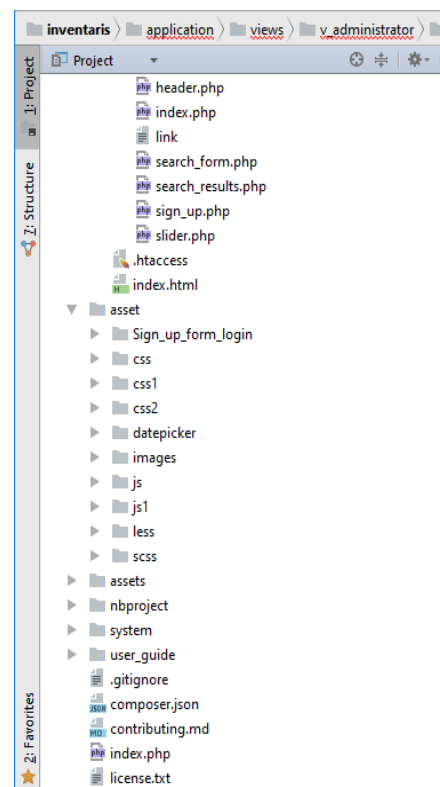 inventaris application views v_administrator
Project
1: Project
7: Structure
2: Favorites
header.php
index.php
link
search_form.php
search_results.php
sign_up.php
slider.php
.htaccess
index.html
asset
Sign_up_form_login
css
css1
css2
datepicker
images
js
js1
less
scss
assets
nbproject
system
user_guide
.gitignore
composer.json
contributing.md
index.php
license.txt